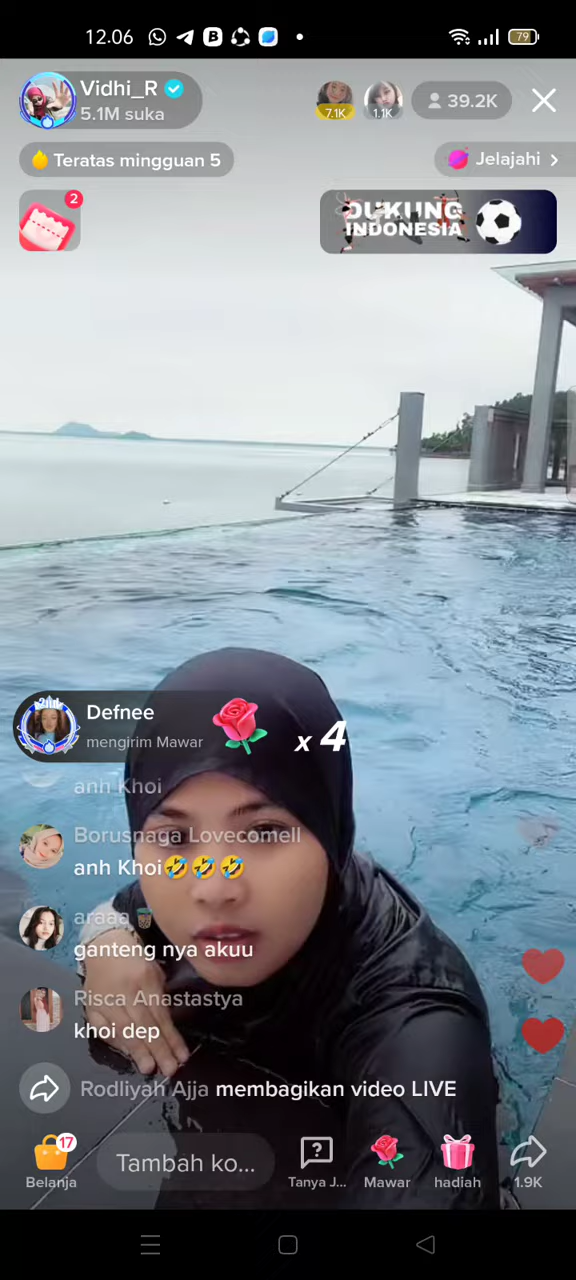 12.06
79
Vidhi_R
5.1M suka
7.1K
1.1K
39.2K
Teratas mingguan 5
Jelajahi
2
DUKUNG
INDONESIA
Defnee
mengirim Mawar
x 4
anh Khoi
Borusnaga Lovecomell
anh Khoi🤣🤣🤣
araaa🧋
ganteng nya akuu
Risca Anastastya
khoi dep
Rodliyah Ajja membagikan video LIVE
17
Belanja
Tambah ko...
Tanya J...
Mawar
hadiah
1.9K